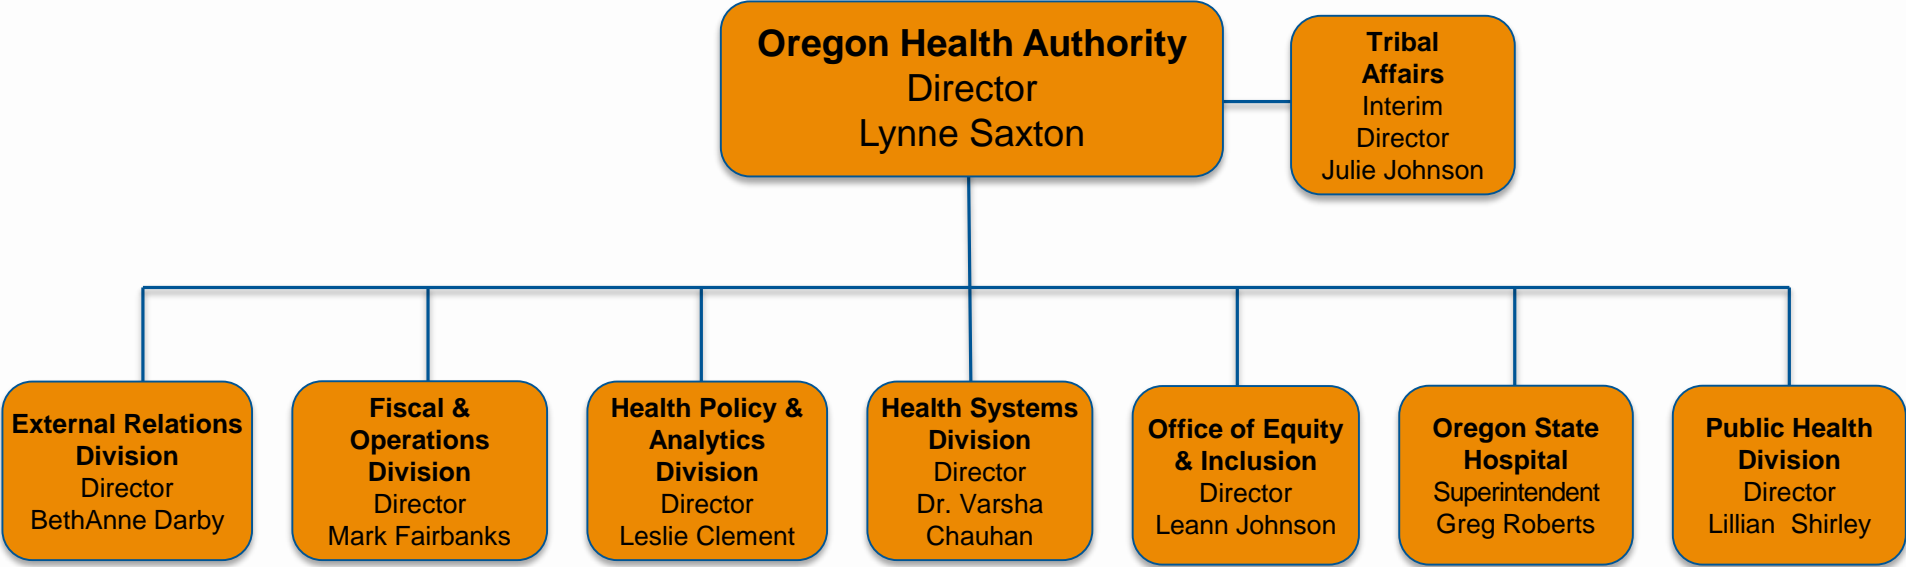 Oregon Health Authority
Director
Lynne Saxton
Tribal
Affairs
Interim
Director
Julie Johnson
External Relations
Division
Director
BethAnne Darby
Fiscal &
Operations
Division
Director
Mark Fairbanks
Health Policy &
Analytics
Division
Director
Leslie Clement
Health Systems
Division
Director
Dr. Varsha
Chauhan
Office of Equity
& Inclusion
Director
Leann Johnson
Oregon State
Hospital
Superintendent
Greg Roberts
Public Health
Division
Director
Lillian  Shirley